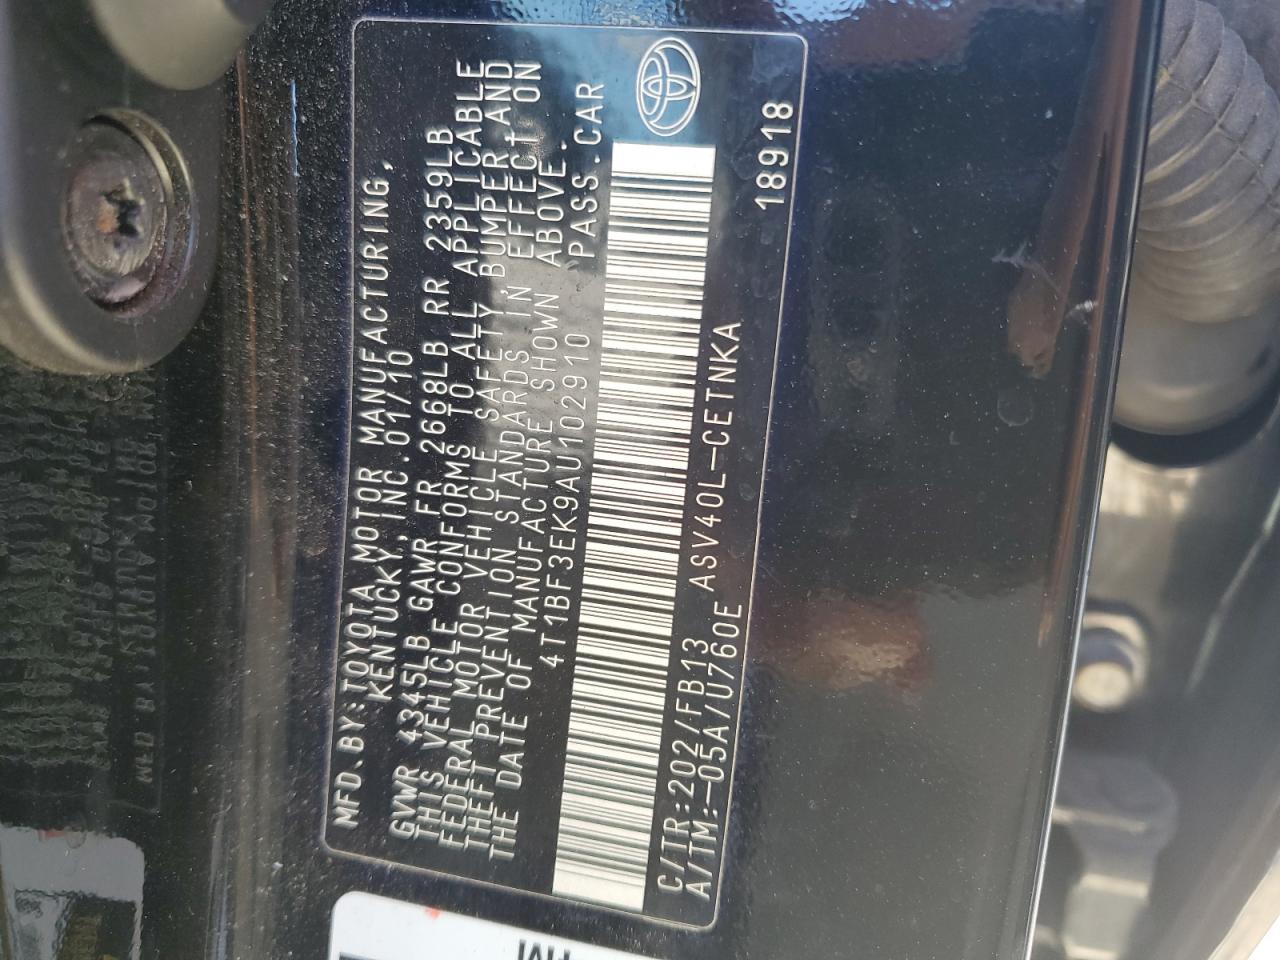 MFD.BY:TOYOTA MOTOR MANUFACTURING,
KENTUCKY,INC.01/10
GVWR 4345LB GAWR FR 2668LB RR 2359LB
THIS VEHICLE CONFORMS TO ALL APPLICABLE
FEDERAL MOTOR VEHICLE SAFETY, BUMPER,AND
THEFT PREVENTION STANDARDS IN EFFECT ON
THE DATE OF MANUFACTURE SHOWN ABOVE.
4T1BF3EK9AU102910 PASS.CAR
C/TR:202/FB13 ASV40L-CETNKA
A/TM:-05A/U760E
18918